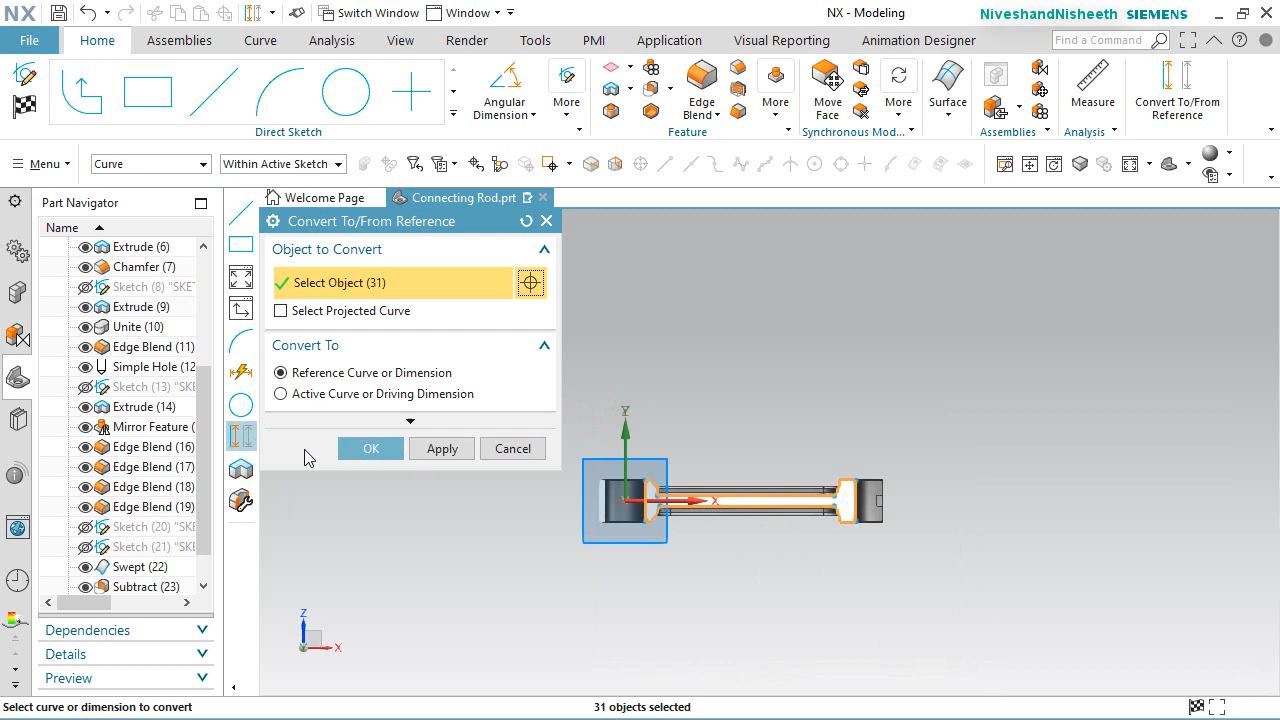 NX
Switch Window
Window
NX - Modeling
NiveshandNisheeth SIEMENS
File
Home
Assemblies
Curve
Analysis
View
Render
Tools
PMI
Application
Visual Reporting
Animation Designer
Find a Command
Angular
Dimension
More
Edge
Blend
More
Move
Face
More
Surface
Measure
Convert To/From
Reference
Direct Sketch
Feature
Synchronous Mod...
Assemblies
Analysis
Menu
Curve
Within Active Sketch
Part Navigator
Welcome Page
Connecting Rod.prt
Name
Extrude (6)
Chamfer (7)
Sketch (8) "SKE
Extrude (9)
Unite (10)
Edge Blend (11)
Simple Hole (12
Sketch (13) "SKE
Extrude (14)
Mirror Feature (
Edge Blend (16)
Edge Blend (17)
Edge Blend (18)
Edge Blend (19)
Sketch (20) "SKE
Sketch (21) "SKE
Swept (22)
Subtract (23)
Dependencies
Details
Preview
Convert To/From Reference
Object to Convert
Select Object (31)
Select Projected Curve
Convert To
Reference Curve or Dimension
Active Curve or Driving Dimension
OK
Apply
Cancel
Y
X
Z
X
Select curve or dimension to convert
31 objects selected